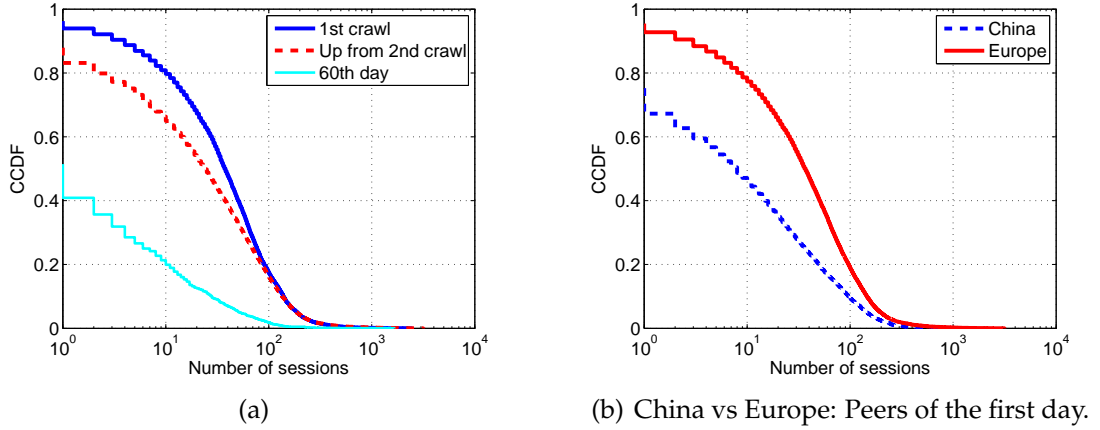 1
0.8
0.6
0.4
0.2
0
CCDF
10^0
10^1
10^2
10^3
10^4
Number of sessions
1st crawl
Up from 2nd crawl
60th day
(a)
1
0.8
0.6
0.4
0.2
0
CCDF
10^0
10^1
10^2
10^3
10^4
Number of sessions
China
Europe
(b) China vs Europe: Peers of the first day.